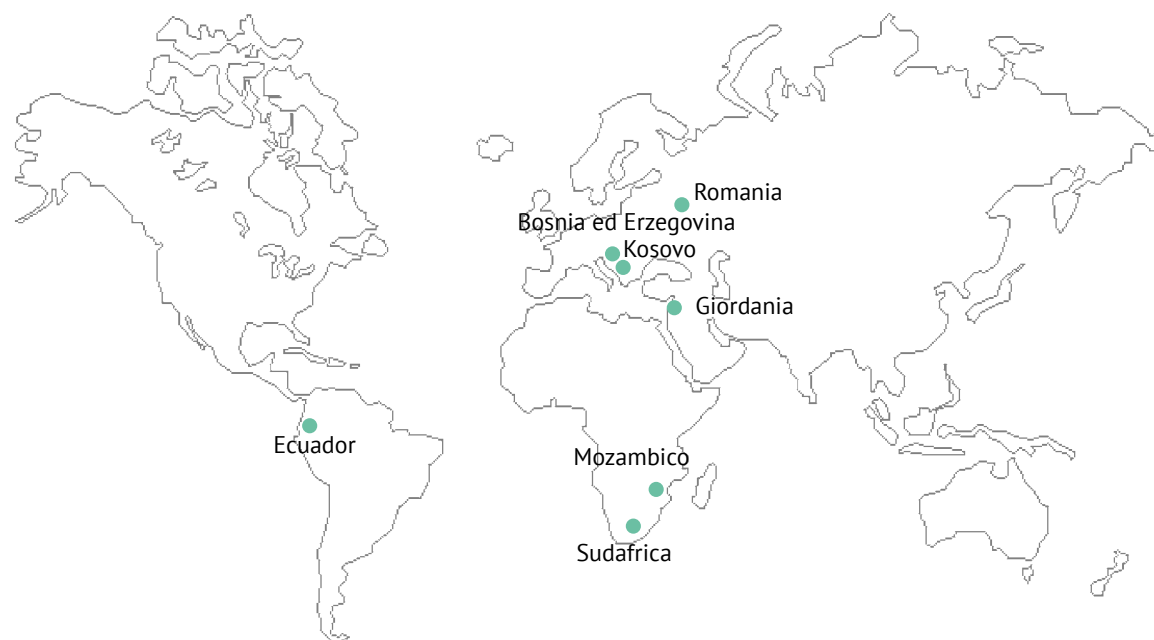 Romania
Bosnia ed Erzegovina
Kosovo
Giordania
Ecuador
Mozambico
Sudafrica